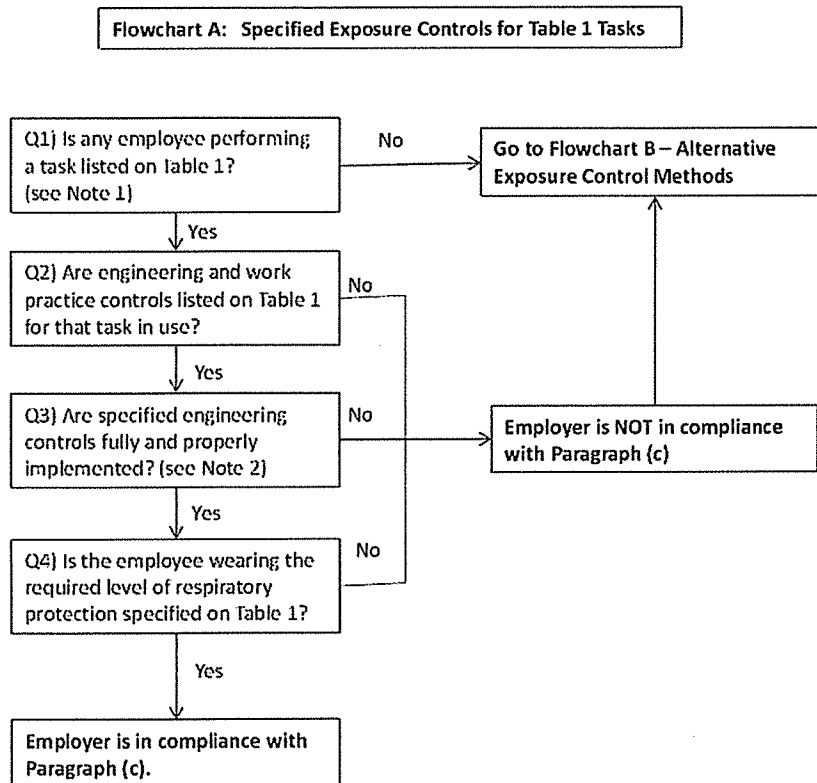 Flowchart A: Specified Exposure Controls for Table 1 Tasks
Q1) Is any employee performing
a task listed on Table 1?
(see Note 1)
No
Go to Flowchart B – Alternative
Exposure Control Methods
Yes
Q2) Are engineering and work
practice controls listed on Table 1
for that task in use?
No
Yes
Q3) Are specified engineering
controls fully and properly
implemented? (see Note 2)
No
Employer is NOT in compliance
with Paragraph (c)
Yes
Q4) Is the employee wearing the
required level of respiratory
protection specified on Table 1?
No
Yes
Employer is in compliance with
Paragraph (c).